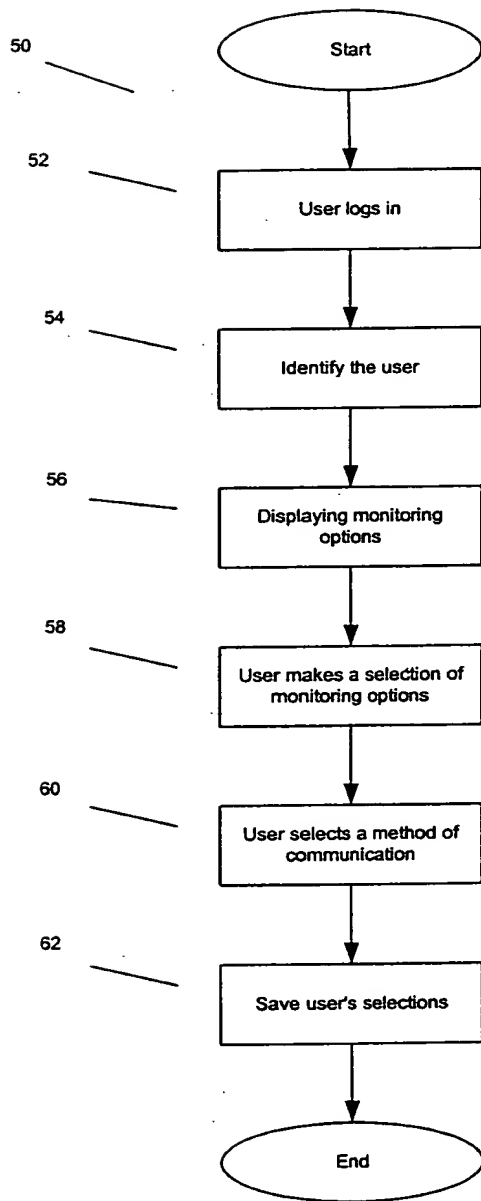 50
Start
52
User logs in
54
Identify the user
56
Displaying monitoring
options
58
User makes a selection of
monitoring options
60
User selects a method of
communication
62
Save user's selections
End